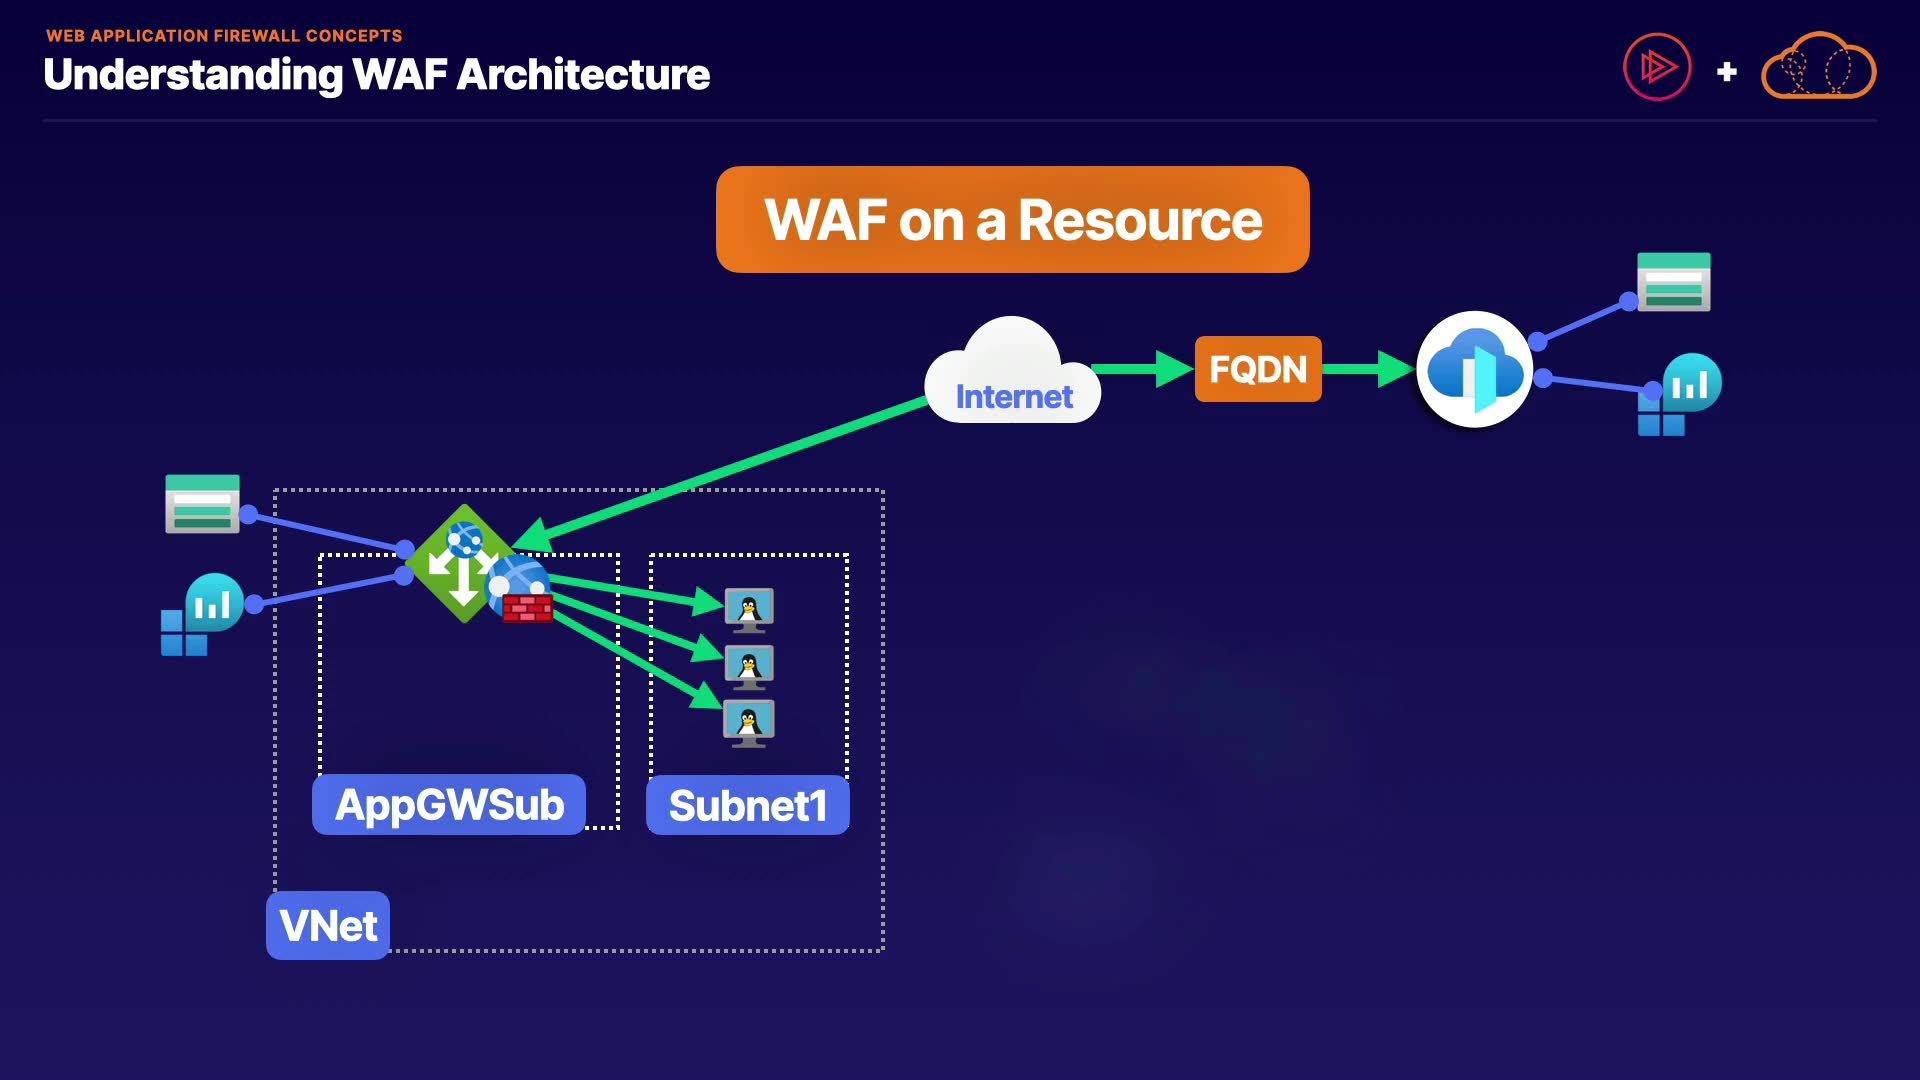 WEB APPLICATION FIREWALL CONCEPTS
Understanding WAF Architecture
WAF on a Resource
Internet
FQDN
AppGWSub
Subnet1
VNet